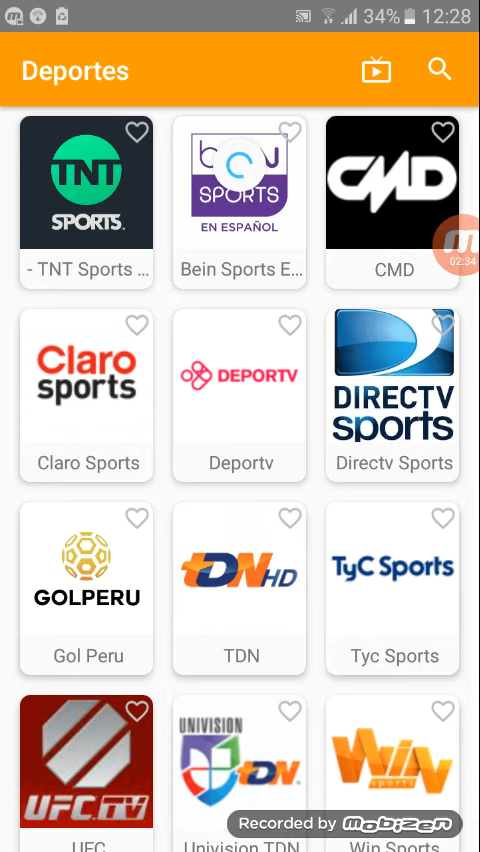 34% 12:28
Deportes
TNT
SPORTS.
SPORTS
EN ESPAÑOL
CMD
- TNT Sports ...
Bein Sports E...
CMD
02:34
Claro
sports
DEPORTV
DIRECTV
sports
Claro Sports
Deportv
Directv Sports
GOLPERU
TDN HD
TyC Sports
Gol Peru
TDN
Tyc Sports
UFC.TV
UNIVISION
TDN
WIN
sports
Recorded by MOBIZEN
UFC
Univision TDN
Win Sports